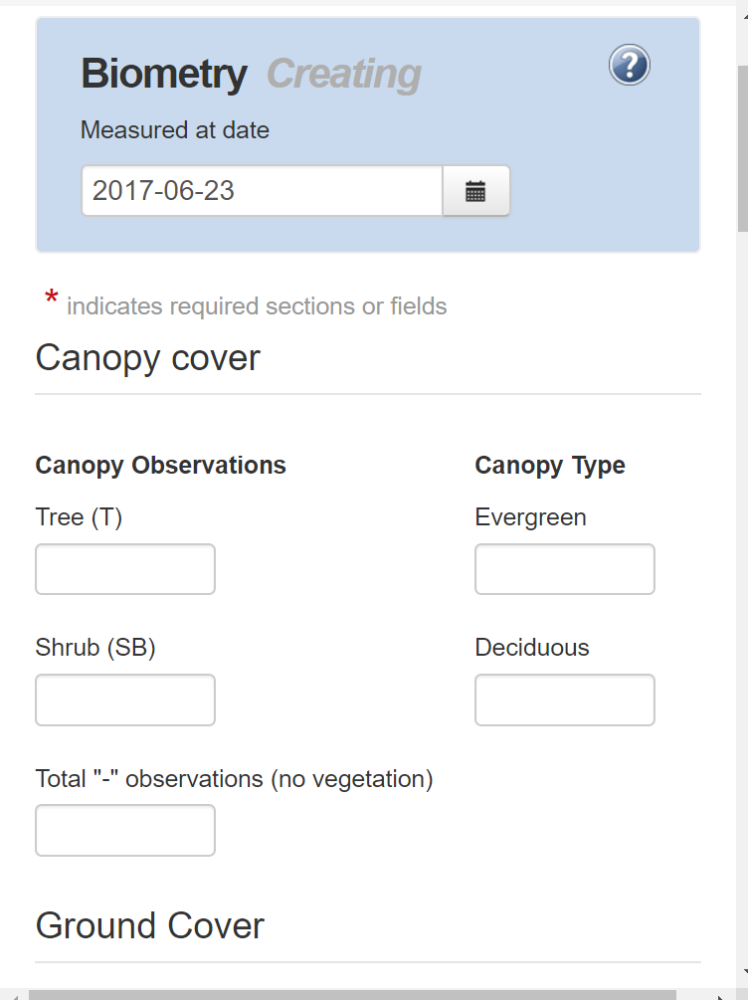 Biometry Creating
Measured at date
2017-06-23
* indicates required sections or fields
Canopy cover
Canopy Observations
Canopy Type
Tree (T)
Evergreen
Shrub (SB)
Deciduous
Total "-" observations (no vegetation)
Ground Cover